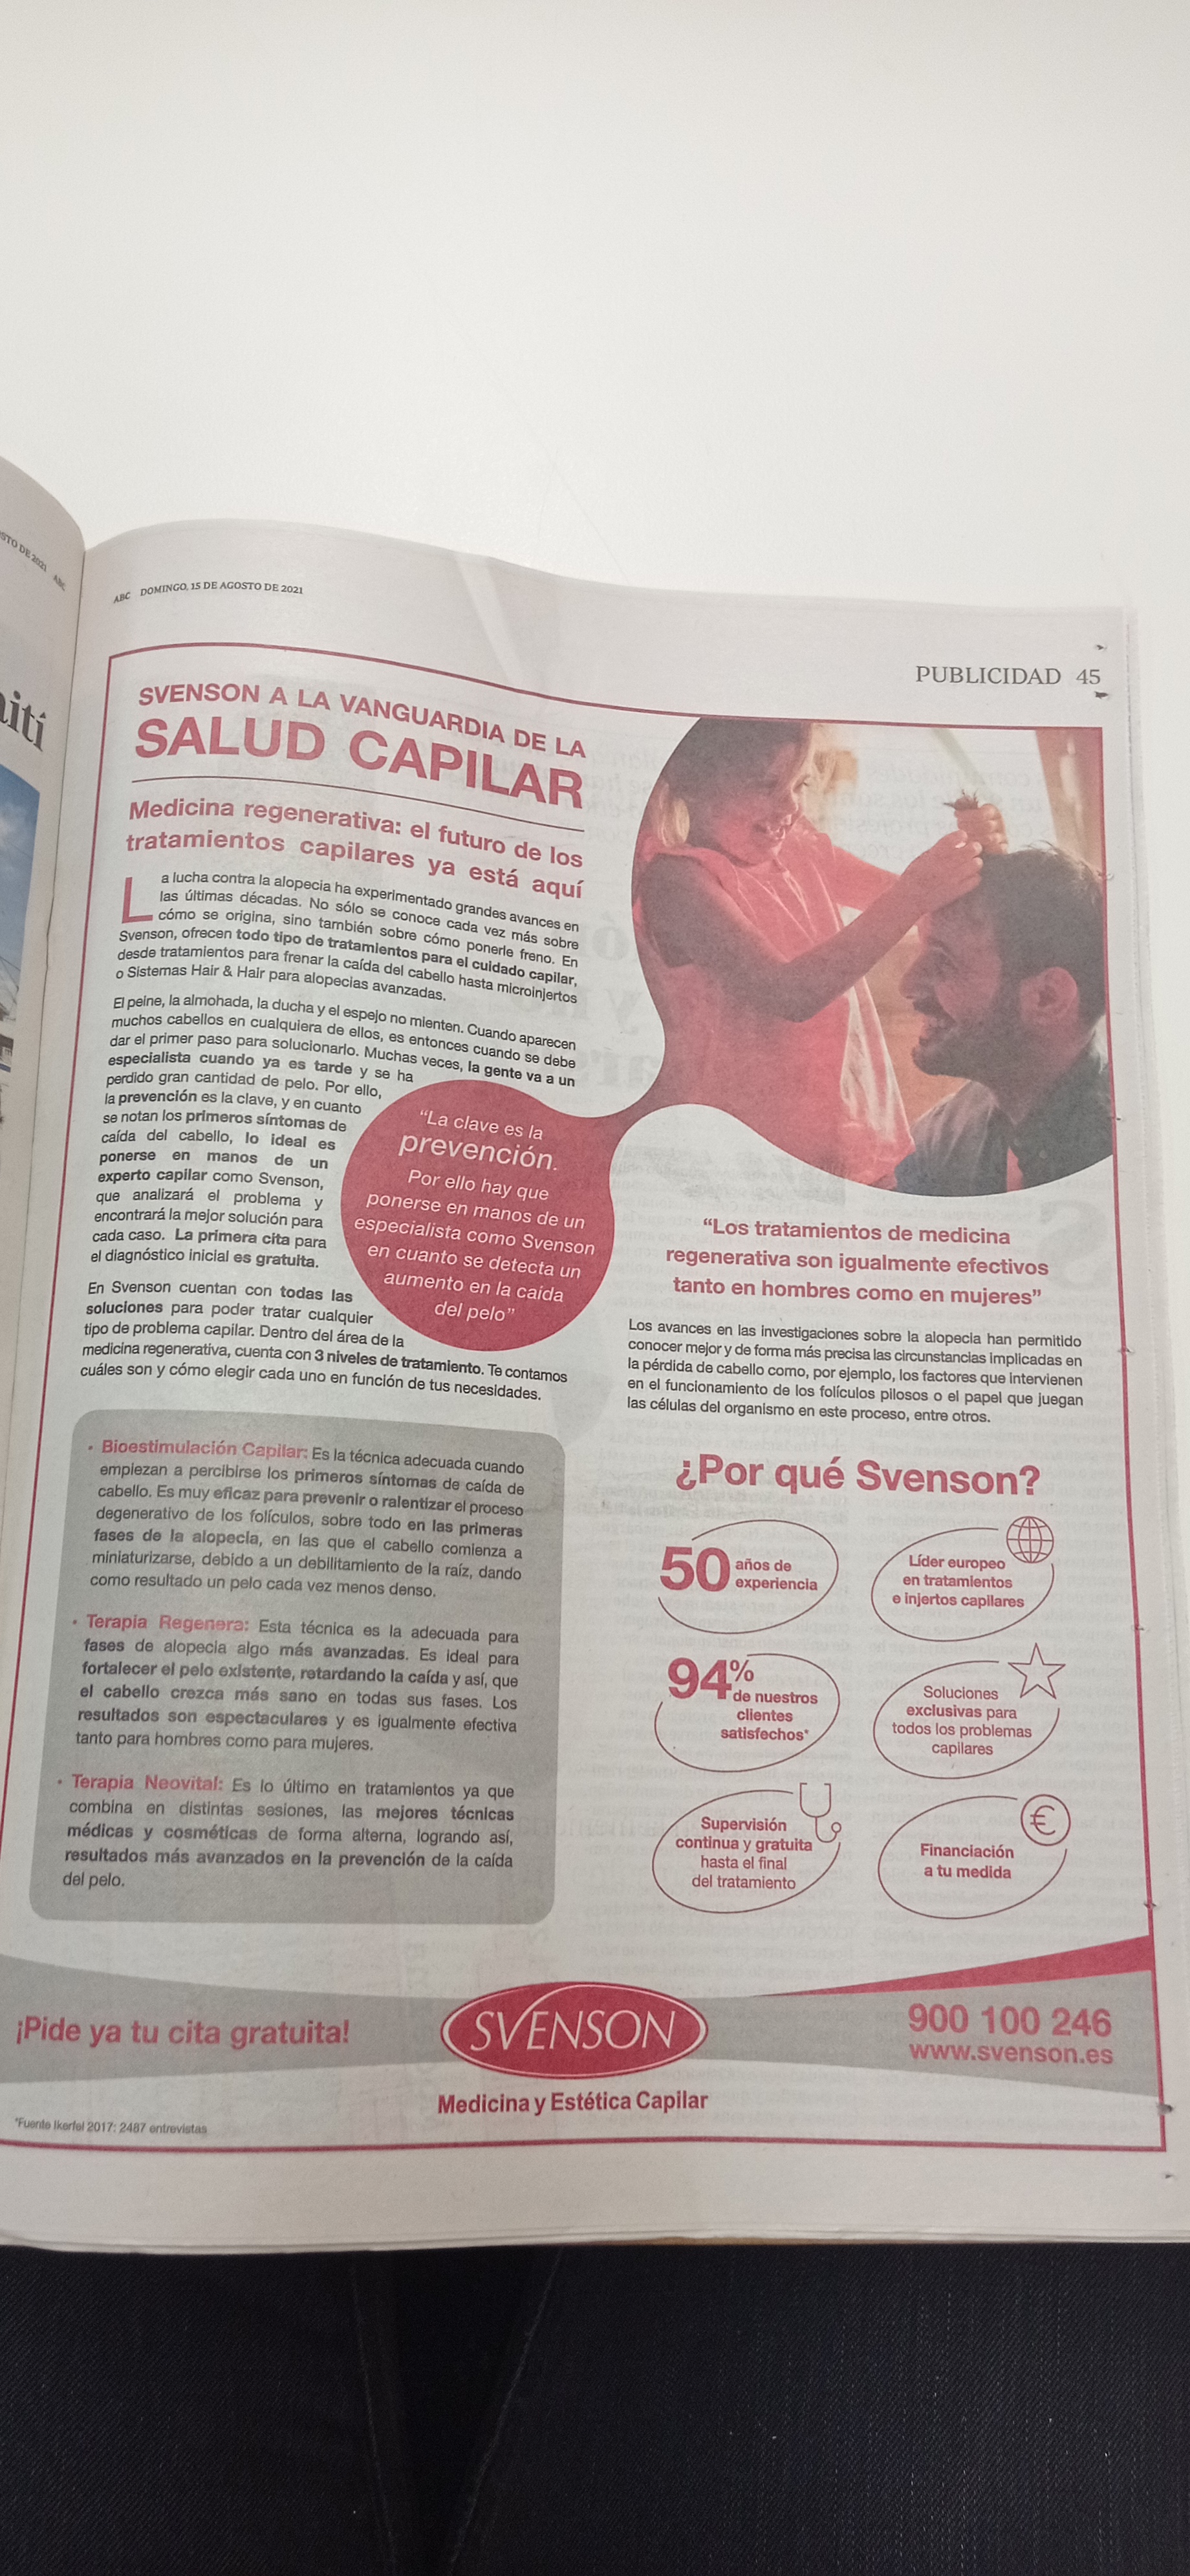 OSTO DE 2021 ABC
aití
ABC DOMINGO, 15 DE AGOSTO DE 2021
PUBLICIDAD 45
SVENSON A LA VANGUARDIA DE LA
SALUD CAPILAR
Medicina regenerativa: el futuro de los
tratamientos capilares ya está aquí
La lucha contra la alopecia ha experimentado grandes avances en
las últimas décadas. No sólo se conoce cada vez más sobre
cómo se origina, sino también sobre cómo ponerle freno. En
Svenson, ofrecen todo tipo de tratamientos para el cuidado capilar,
desde tratamientos para frenar la caída del cabello hasta microinjertos
o Sistemas Hair & Hair para alopecias avanzadas.
El peine, la almohada, la ducha y el espejo no mienten. Cuando aparecen
muchos cabellos en cualquiera de ellos, es entonces cuando se debe
dar el primer paso para solucionarlo. Muchas veces, la gente va a un
especialista cuando ya es tarde y se ha
perdido gran cantidad de pelo. Por ello,
la prevención es la clave, y en cuanto
se notan los primeros síntomas de
caída del cabello, lo ideal es
ponerse en manos de un
experto capilar como Svenson,
que analizará el problema y
encontrará la mejor solución para
cada caso. La primera cita para
el diagnóstico inicial es gratuita.
En Svenson cuentan con todas las
soluciones para poder tratar cualquier
tipo de problema capilar. Dentro del área de la
medicina regenerativa, cuenta con 3 niveles de tratamiento. Te contamos
cuáles son y cómo elegir cada uno en función de tus necesidades.
“La clave es la
prevención.
Por ello hay que
ponerse en manos de un
especialista como Svenson
en cuanto se detecta un
aumento en la caída
del pelo”
• Bioestimulación Capilar: Es la técnica adecuada cuando
empiezan a percibirse los primeros síntomas de caída de
cabello. Es muy eficaz para prevenir o ralentizar el proceso
degenerativo de los folículos, sobre todo en las primeras
fases de la alopecia, en las que el cabello comienza a
miniaturizarse, debido a un debilitamiento de la raíz, dando
como resultado un pelo cada vez menos denso.
• Terapia Regenera: Esta técnica es la adecuada para
fases de alopecia algo más avanzadas. Es ideal para
fortalecer el pelo existente, retardando la caída y así, que
el cabello crezca más sano en todas sus fases. Los
resultados son espectaculares y es igualmente efectiva
tanto para hombres como para mujeres.
• Terapia Neovital: Es lo último en tratamientos ya que
combina en distintas sesiones, las mejores técnicas
médicas y cosméticas de forma alterna, logrando así,
resultados más avanzados en la prevención de la caída
del pelo.
“Los tratamientos de medicina
regenerativa son igualmente efectivos
tanto en hombres como en mujeres”
Los avances en las investigaciones sobre la alopecia han permitido
conocer mejor y de forma más precisa las circunstancias implicadas en
la pérdida de cabello como, por ejemplo, los factores que intervienen
en el funcionamiento de los folículos pilosos o el papel que juegan
las células del organismo en este proceso, entre otros.
¿Por qué Svenson?
50 años de
experiencia
Líder europeo
en tratamientos
e injertos capilares
94%
de nuestros
clientes
satisfechos*
Soluciones
exclusivas para
todos los problemas
capilares
Supervisión
continua y gratuita
hasta el final
del tratamiento
€
Financiación
a tu medida
¡Pide ya tu cita gratuita!
SVENSON
Medicina y Estética Capilar
900 100 246
www.svenson.es
*Fuente Ikerfel 2017: 2487 entrevistas